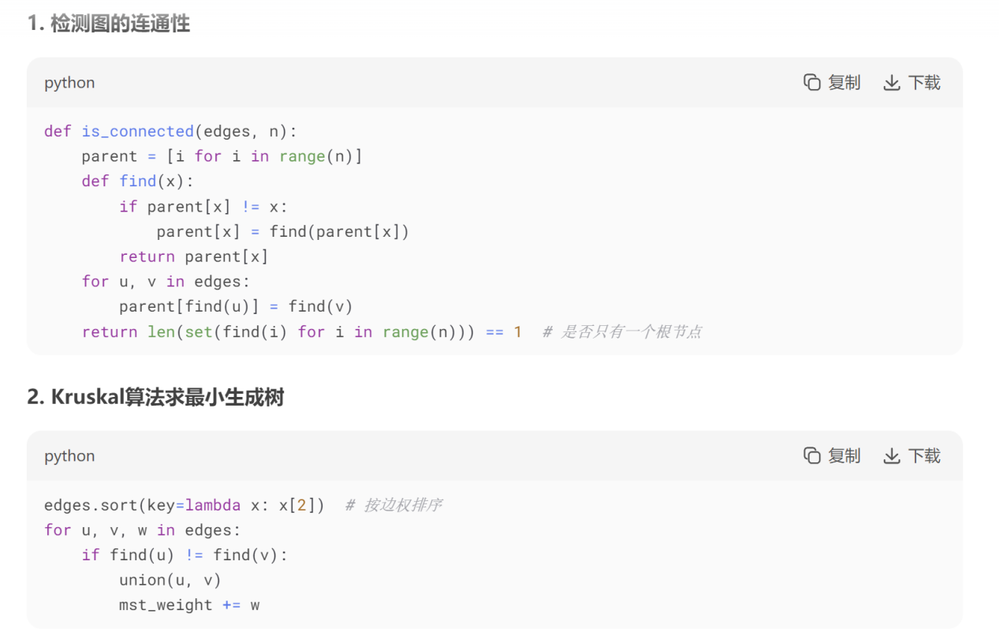 1. 检测图的连通性
python
复制 下载
def is_connected(edges, n):
    parent = [i for i in range(n)]
    def find(x):
        if parent[x] != x:
            parent[x] = find(parent[x])
        return parent[x]
    for u, v in edges:
        parent[find(u)] = find(v)
    return len(set(find(i) for i in range(n))) == 1  # 是否只有一个根节点
2. Kruskal算法求最小生成树
python
复制 下载
edges.sort(key=lambda x: x[2])  # 按边权排序
for u, v, w in edges:
    if find(u) != find(v):
        union(u, v)
        mst_weight += w